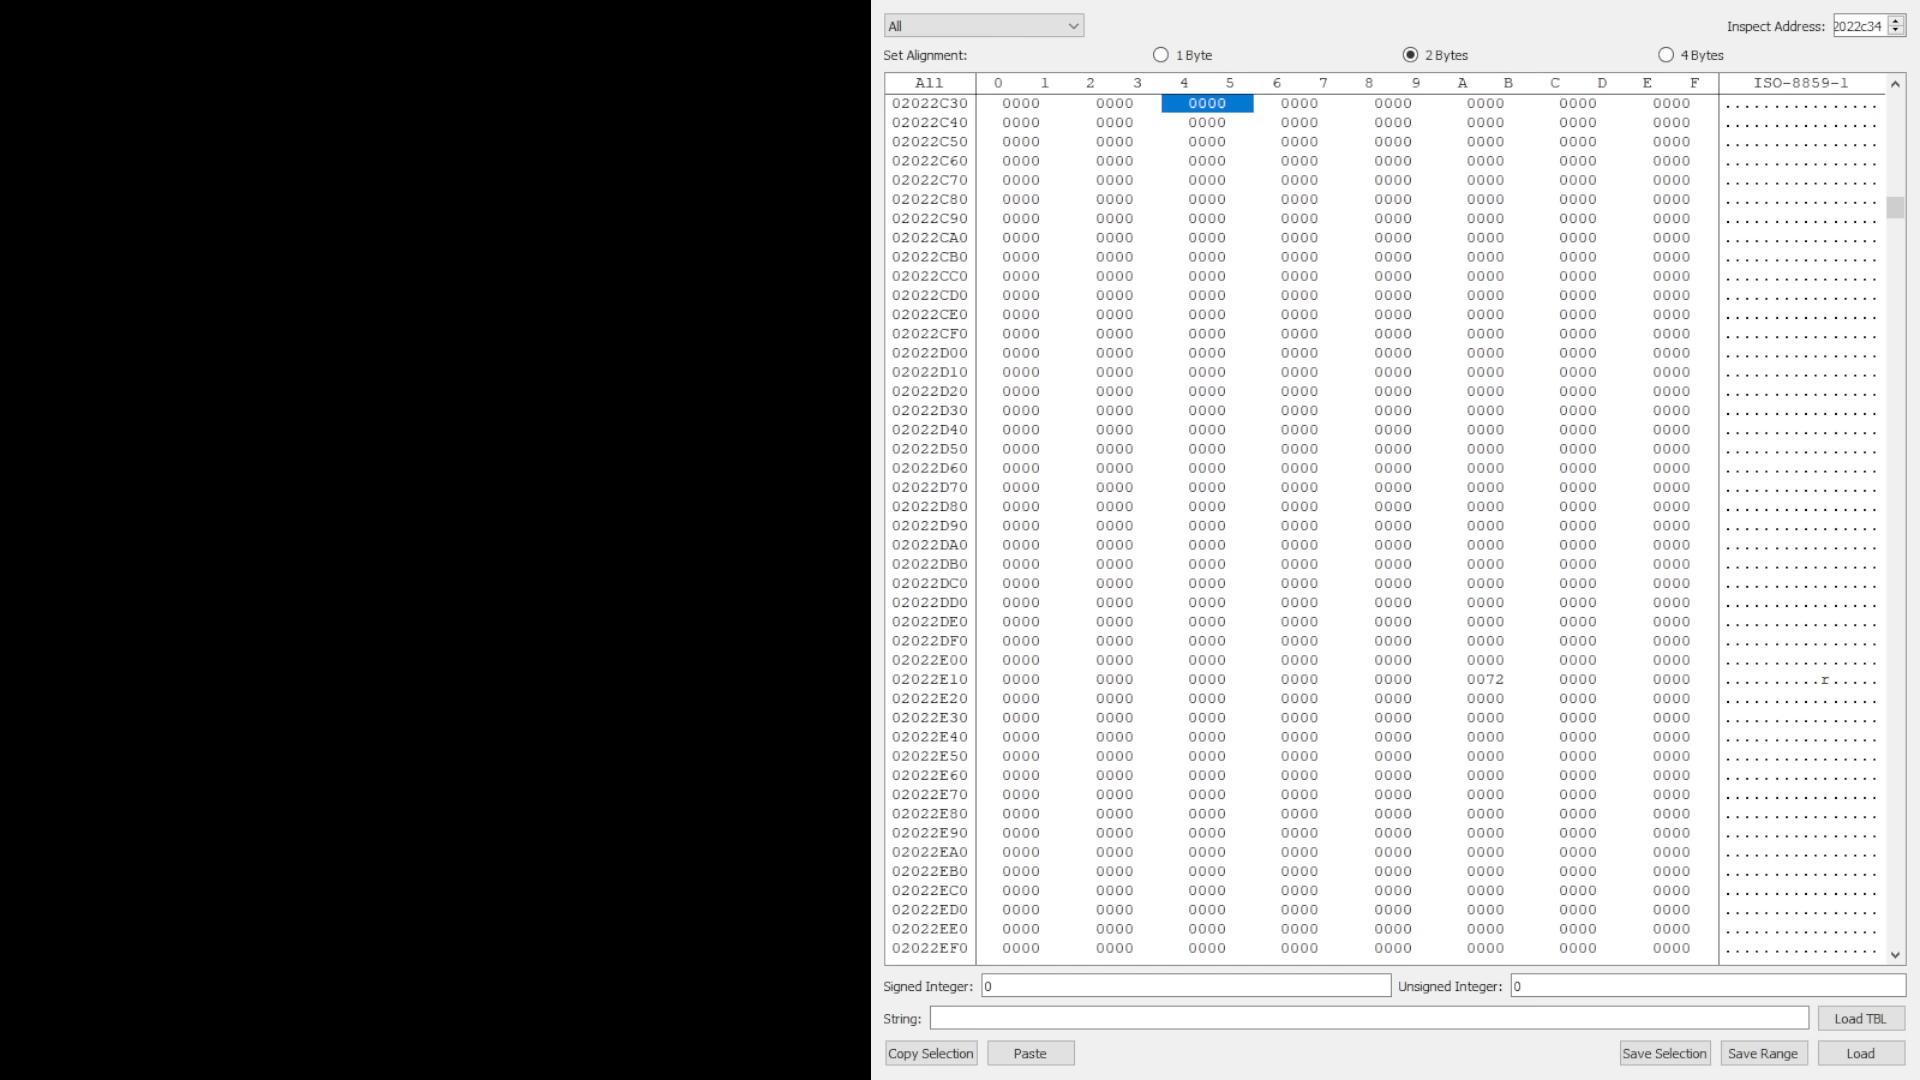 All Inspect Address: 2022c34
Set Alignment: 1 Byte 2 Bytes 4 Bytes
All 0 1 2 3 4 5 6 7 8 9 A B C D E F ISO-8859-1
02022C30 0000 0000 0000 0000 0000 0000 0000 0000 ................
02022C40 0000 0000 0000 0000 0000 0000 0000 0000 ................
02022C50 0000 0000 0000 0000 0000 0000 0000 0000 ................
02022C60 0000 0000 0000 0000 0000 0000 0000 0000 ................
02022C70 0000 0000 0000 0000 0000 0000 0000 0000 ................
02022C80 0000 0000 0000 0000 0000 0000 0000 0000 ................
02022C90 0000 0000 0000 0000 0000 0000 0000 0000 ................
02022CA0 0000 0000 0000 0000 0000 0000 0000 0000 ................
02022CB0 0000 0000 0000 0000 0000 0000 0000 0000 ................
02022CC0 0000 0000 0000 0000 0000 0000 0000 0000 ................
02022CD0 0000 0000 0000 0000 0000 0000 0000 0000 ................
02022CE0 0000 0000 0000 0000 0000 0000 0000 0000 ................
02022CF0 0000 0000 0000 0000 0000 0000 0000 0000 ................
02022D00 0000 0000 0000 0000 0000 0000 0000 0000 ................
02022D10 0000 0000 0000 0000 0000 0000 0000 0000 ................
02022D20 0000 0000 0000 0000 0000 0000 0000 0000 ................
02022D30 0000 0000 0000 0000 0000 0000 0000 0000 ................
02022D40 0000 0000 0000 0000 0000 0000 0000 0000 ................
02022D50 0000 0000 0000 0000 0000 0000 0000 0000 ................
02022D60 0000 0000 0000 0000 0000 0000 0000 0000 ................
02022D70 0000 0000 0000 0000 0000 0000 0000 0000 ................
02022D80 0000 0000 0000 0000 0000 0000 0000 0000 ................
02022D90 0000 0000 0000 0000 0000 0000 0000 0000 ................
02022DA0 0000 0000 0000 0000 0000 0000 0000 0000 ................
02022DB0 0000 0000 0000 0000 0000 0000 0000 0000 ................
02022DC0 0000 0000 0000 0000 0000 0000 0000 0000 ................
02022DD0 0000 0000 0000 0000 0000 0000 0000 0000 ................
02022DE0 0000 0000 0000 0000 0000 0000 0000 0000 ................
02022DF0 0000 0000 0000 0000 0000 0000 0000 0000 ................
02022E00 0000 0000 0000 0000 0000 0000 0000 0000 ................
02022E10 0000 0000 0000 0000 0000 0072 0000 0000 ..........r.....
02022E20 0000 0000 0000 0000 0000 0000 0000 0000 ................
02022E30 0000 0000 0000 0000 0000 0000 0000 0000 ................
02022E40 0000 0000 0000 0000 0000 0000 0000 0000 ................
02022E50 0000 0000 0000 0000 0000 0000 0000 0000 ................
02022E60 0000 0000 0000 0000 0000 0000 0000 0000 ................
02022E70 0000 0000 0000 0000 0000 0000 0000 0000 ................
02022E80 0000 0000 0000 0000 0000 0000 0000 0000 ................
02022E90 0000 0000 0000 0000 0000 0000 0000 0000 ................
02022EA0 0000 0000 0000 0000 0000 0000 0000 0000 ................
02022EB0 0000 0000 0000 0000 0000 0000 0000 0000 ................
02022EC0 0000 0000 0000 0000 0000 0000 0000 0000 ................
02022ED0 0000 0000 0000 0000 0000 0000 0000 0000 ................
02022EE0 0000 0000 0000 0000 0000 0000 0000 0000 ................
02022EF0 0000 0000 0000 0000 0000 0000 0000 0000 ................
Signed Integer: 0 Unsigned Integer: 0
String: Load TBL
Copy Selection Paste Save Selection Save Range Load